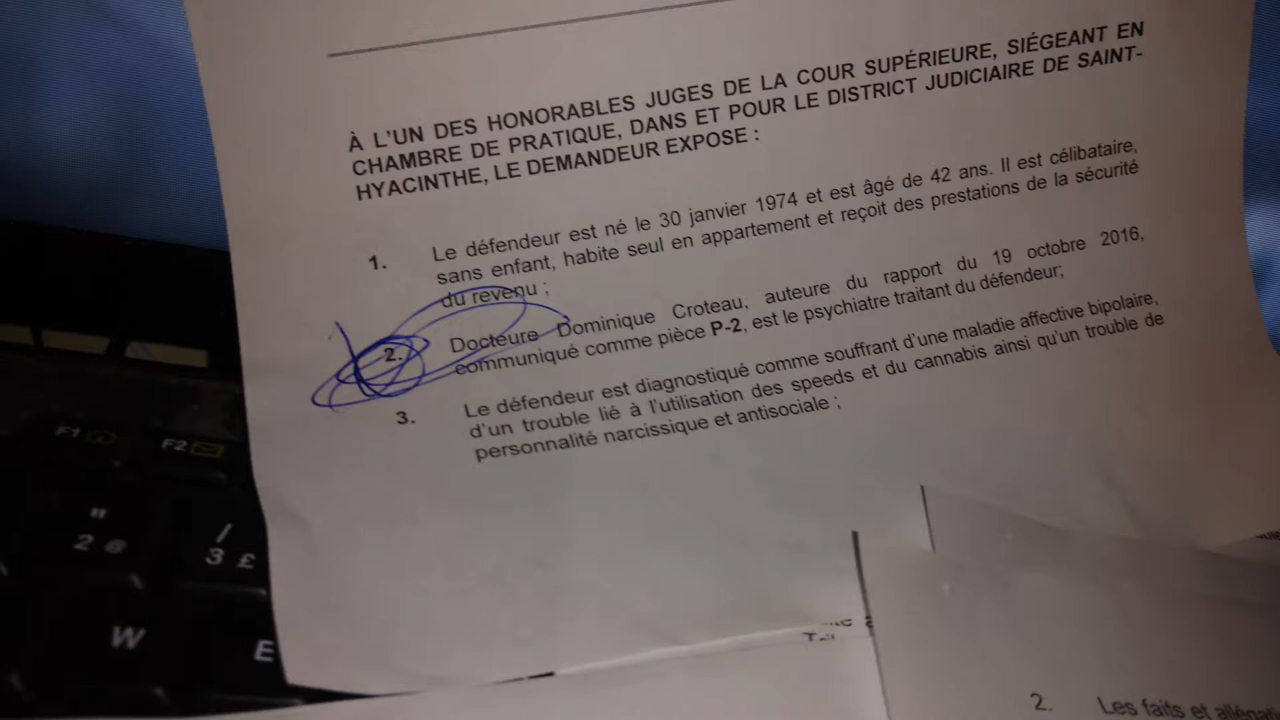 À L'UN DES HONORABLES JUGES DE LA COUR SUPÉRIEURE, SIÉGEANT EN
CHAMBRE DE PRATIQUE, DANS ET POUR LE DISTRICT JUDICIAIRE DE SAINT-
HYACINTHE, LE DEMANDEUR EXPOSE :
1. Le défendeur est né le 30 janvier 1974 et est âgé de 42 ans. Il est célibataire,
sans enfant, habite seul en appartement et reçoit des prestations de la sécurité
du revenu ;
2. Docteure Dominique Croteau, auteure du rapport du 19 octobre 2016,
communiqué comme pièce P-2, est le psychiatre traitant du défendeur;
3. Le défendeur est diagnostiqué comme souffrant d'une maladie affective bipolaire,
d'un trouble lié à l'utilisation des speeds et du cannabis ainsi qu'un trouble de
personnalité narcissique et antisociale ;
F1 F2
" /
2 @ 3 £
W E
2. Les faits et